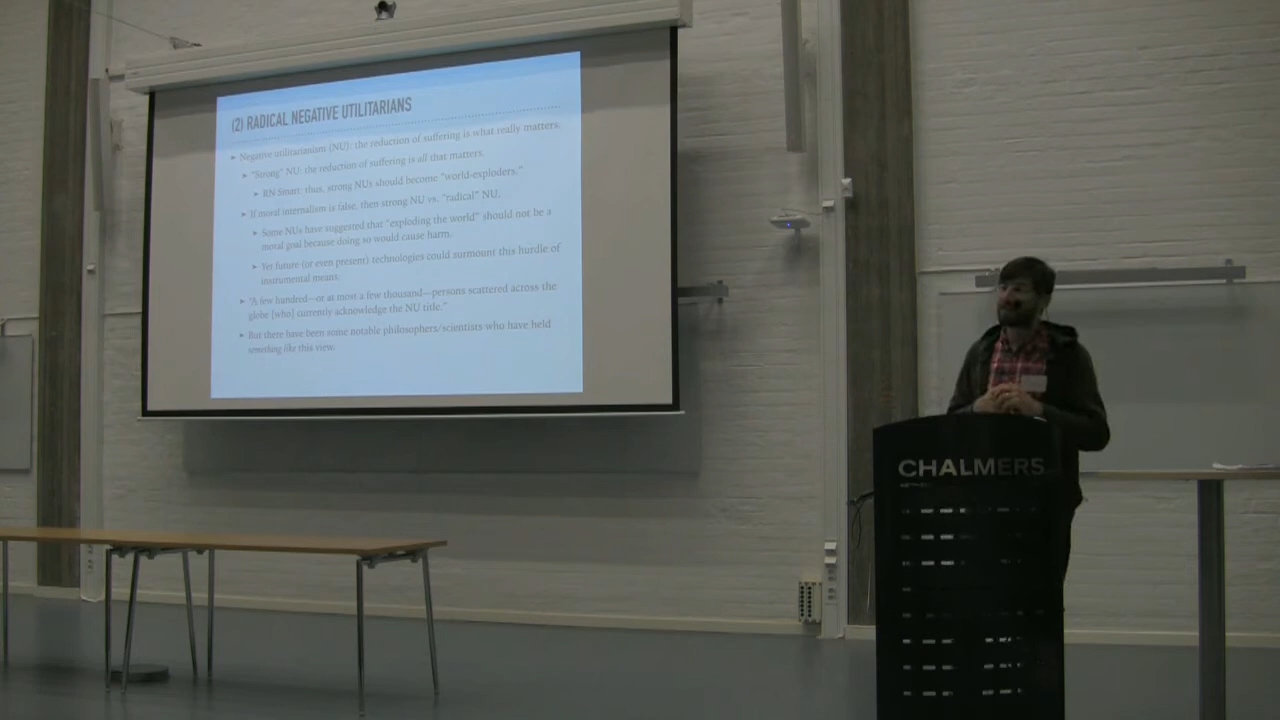 (2) RADICAL NEGATIVE UTILITARIANS
▸ Negative utilitarianism (NU): the reduction of suffering is what really matters.
▸ "Strong" NU: the reduction of suffering is all that matters.
▸ RN Smart: thus, strong NUs should become "world-exploders."
▸ If moral internalism is false, then strong NU vs. "radical" NU.
▸ Some NUs have suggested that "exploding the world" should not be a
moral goal because doing so would cause harm.
▸ Yet future (or even present) technologies could surmount this hurdle of
instrumental means.
▸ "A few hundred—or at most a few thousand—persons scattered across the
globe [who] currently acknowledge the NU title."
▸ But there have been some notable philosophers/scientists who have held
something like this view.
CHALMERS